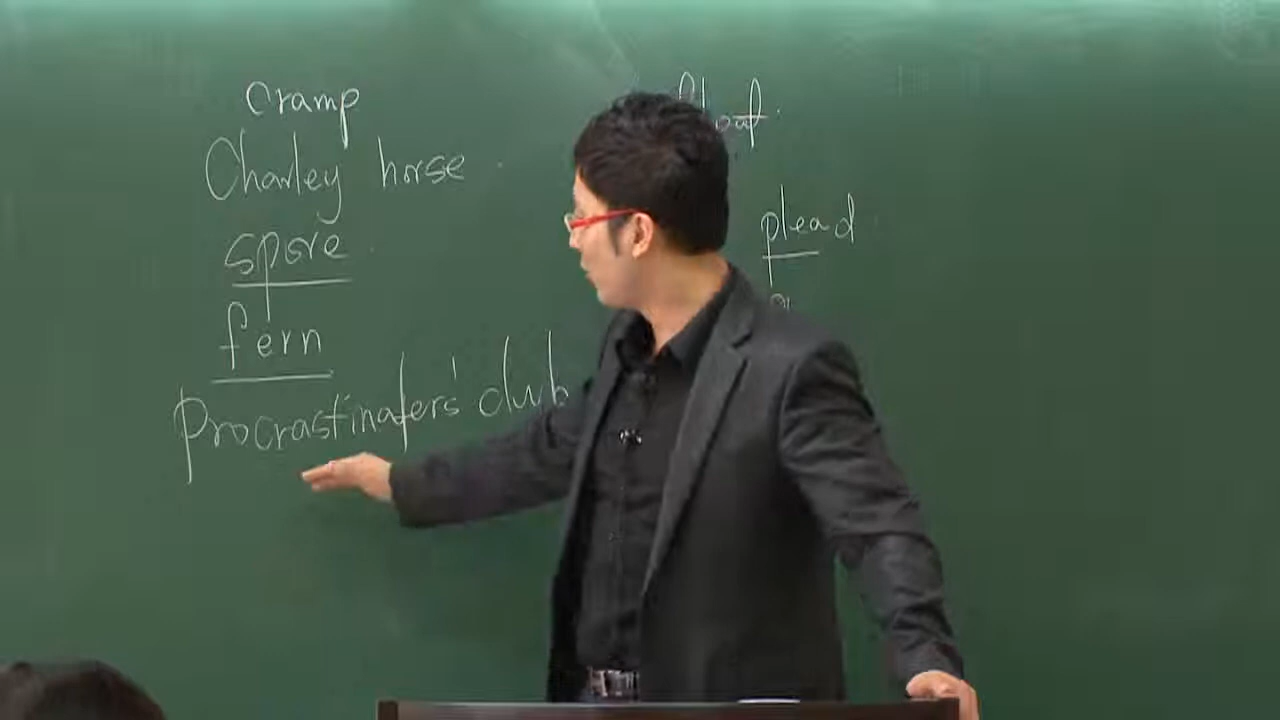 Cramp
Charley horse
spore
fern
Procrastinators' club
plead